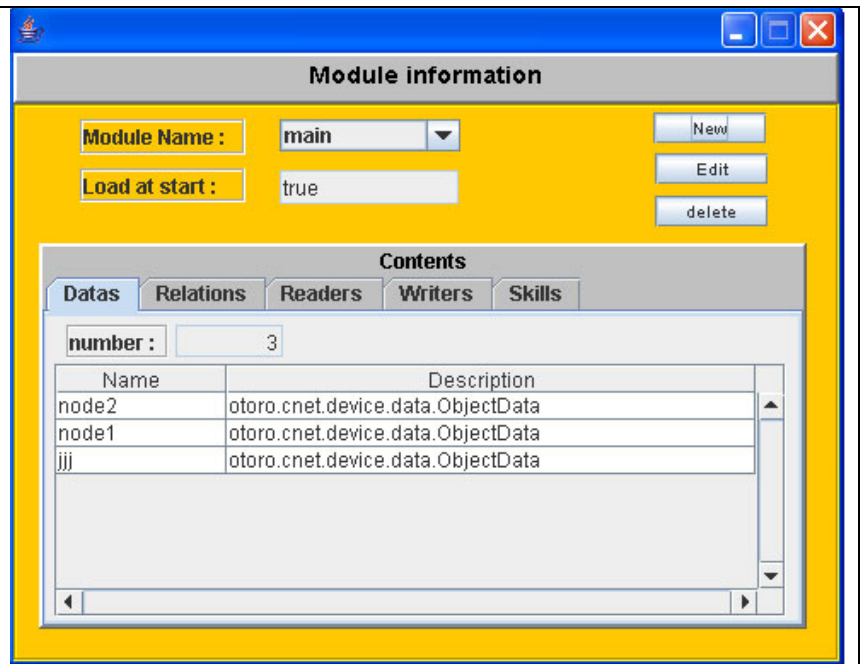 Module information
Module Name : main New
Load at start : true Edit
delete
Contents
Datas Relations Readers Writers Skills
number : 3
Name Description
node2 otoro.cnet.device.data.ObjectData
node1 otoro.cnet.device.data.ObjectData
jjj otoro.cnet.device.data.ObjectData